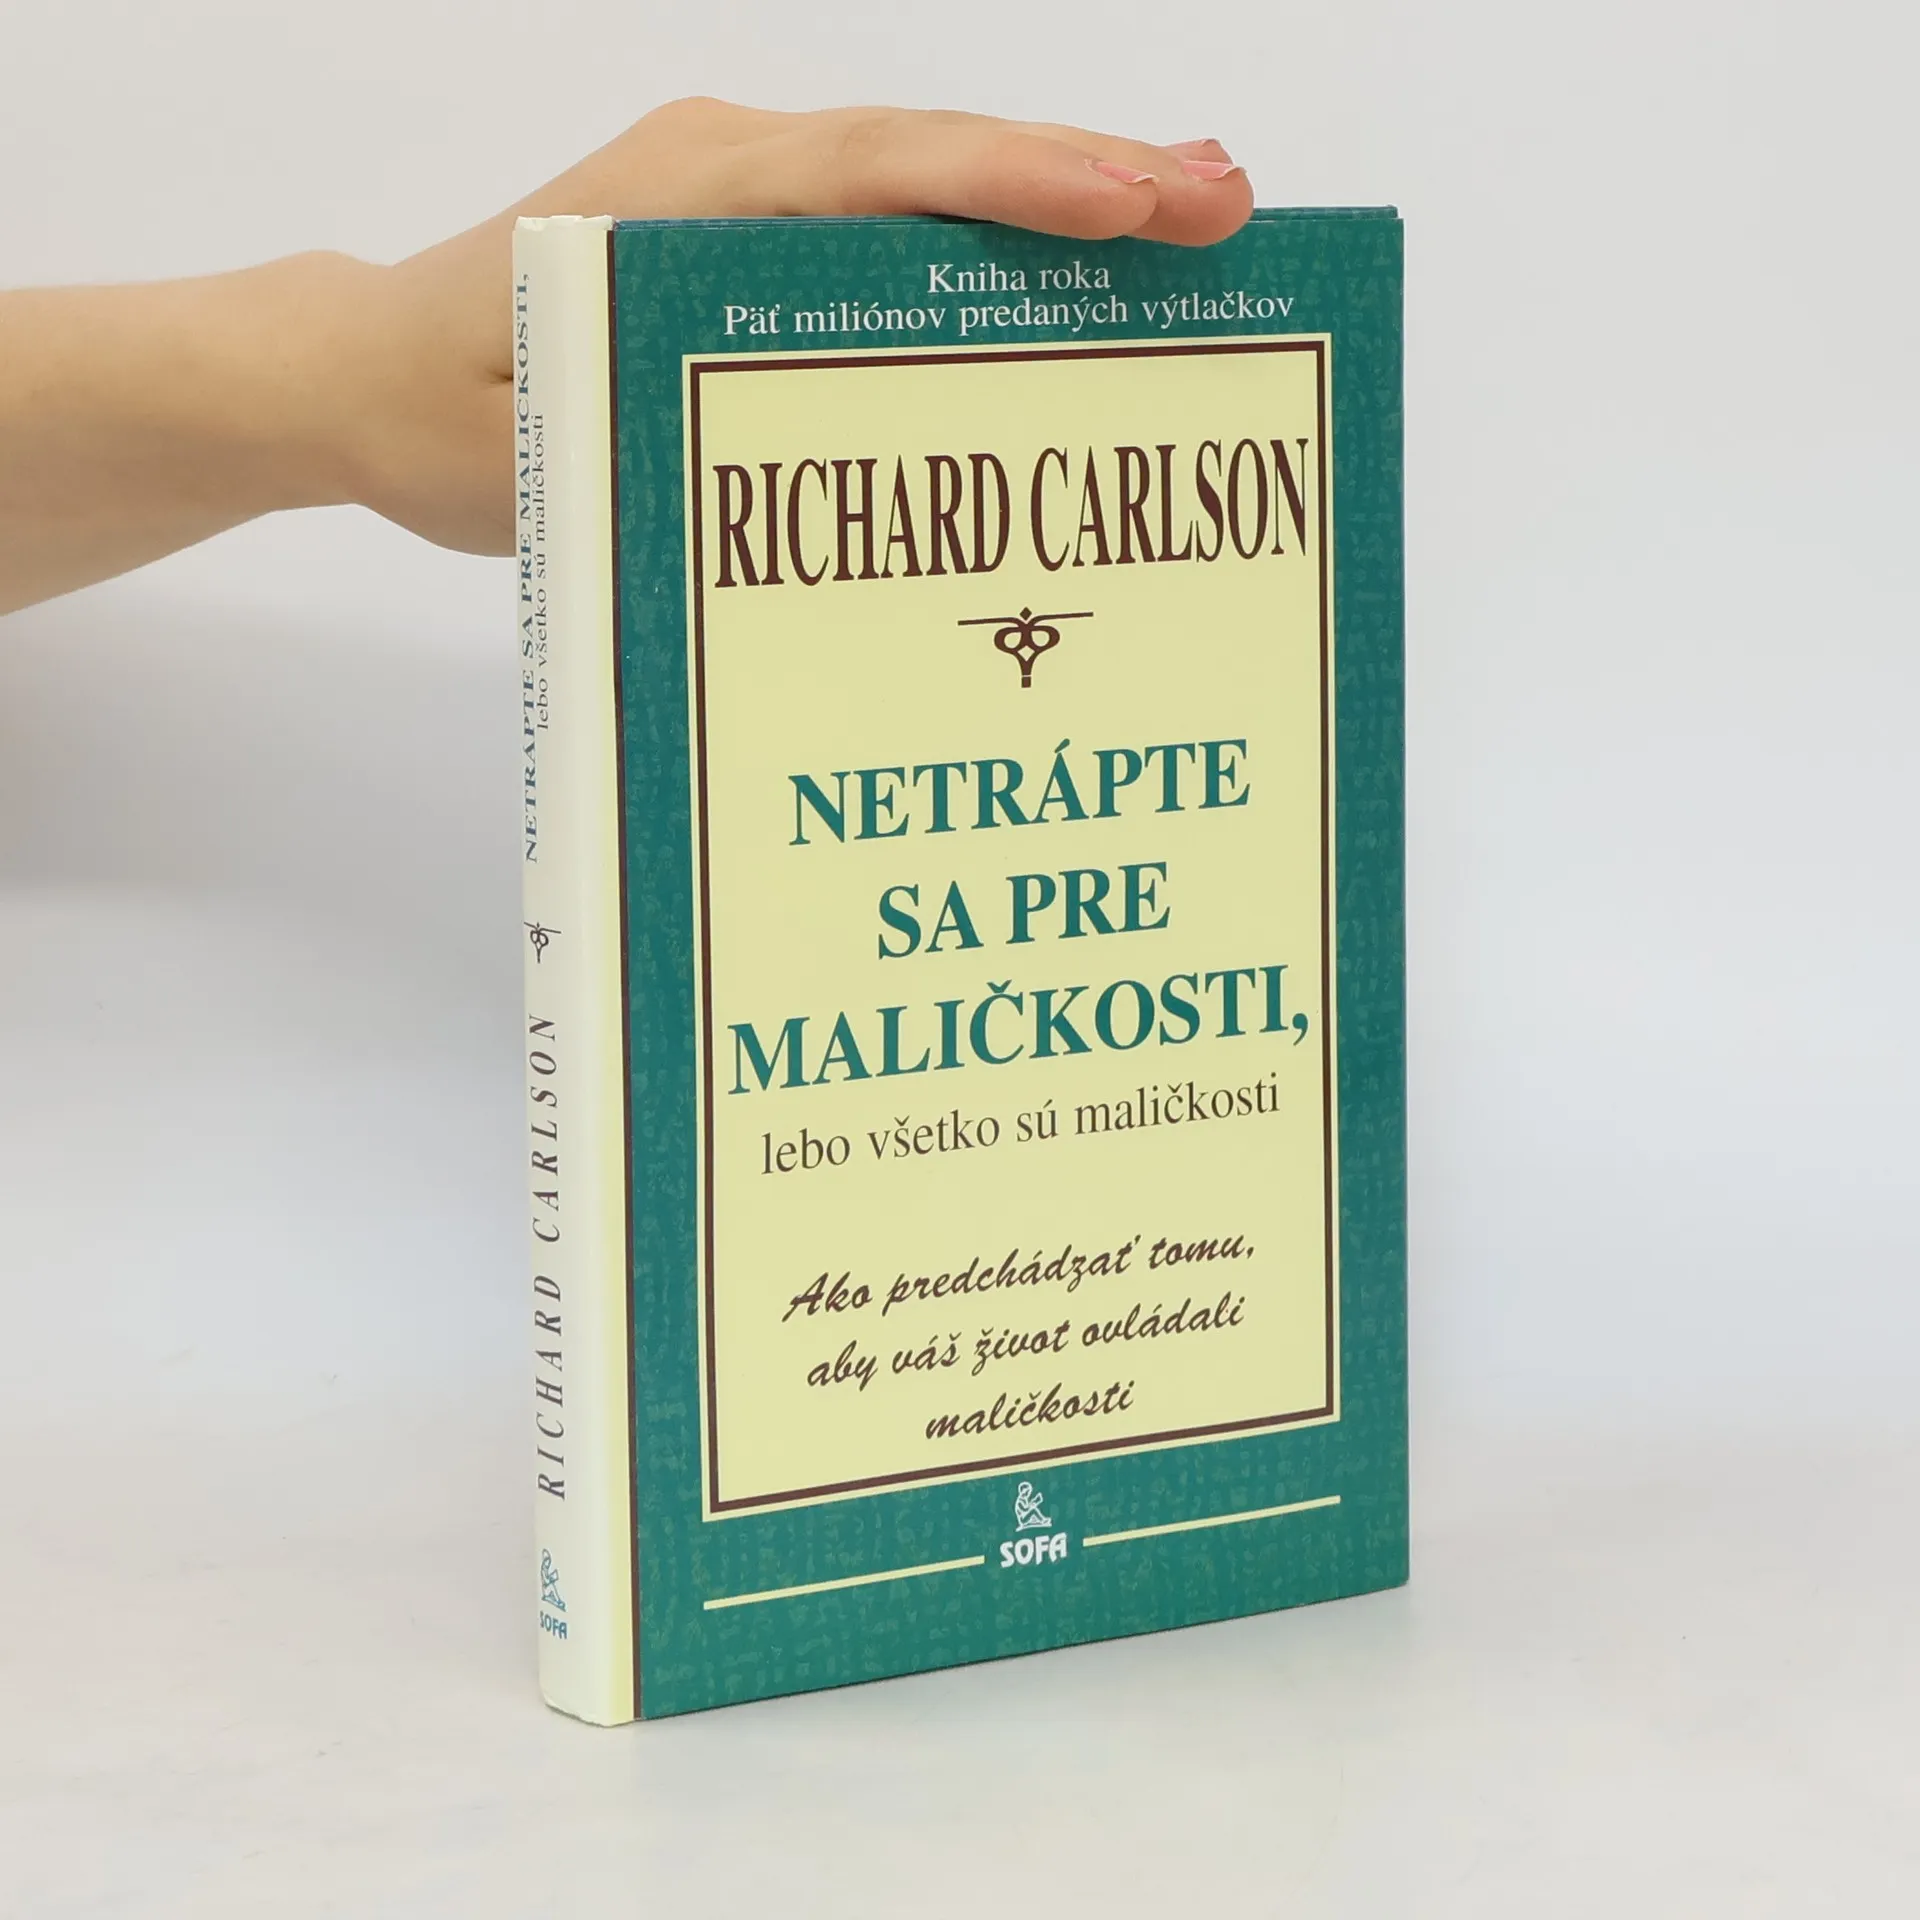 Kniha roka
Päť miliónov predaných výtlačkov
RICHARD CARLSON
NETRÁPTE
SA PRE
MALIČKOSTI,
lebo všetko sú maličkosti
Ako predchádzať tomu,
aby váš život ovládali
maličkosti
SOFA
NETRÁPTE SA PRE MALIČKOSTI,
lebo všetko sú maličkosti
RICHARD CARLSON
SOFA